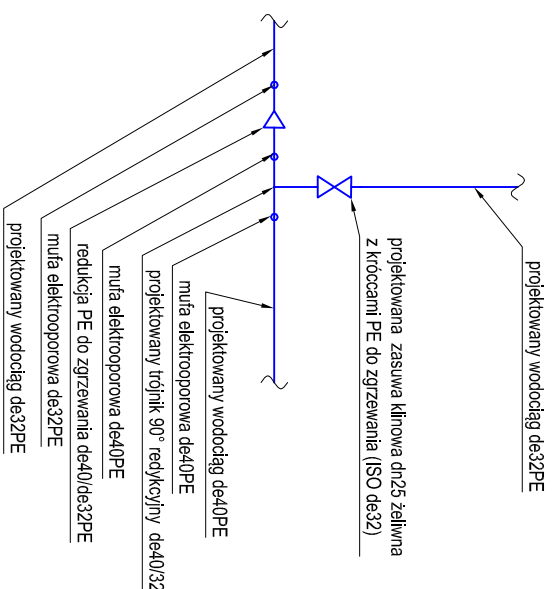 projektowany wodociąg de32PE
projektowana zasuwa klinowa dn25 żeliwna
z króćcami PE do zgrzewania (ISO de32)
projektowany wodociąg de40PE
mufa elektrooporowa de40PE
projektowany trójnik 90° redykcyjny de40/32
mufa elektrooporowa de40PE
redukcja PE do zgrzewania de40/de32PE
mufa elektrooporowa de32PE
projektowany wodociąg de32PE